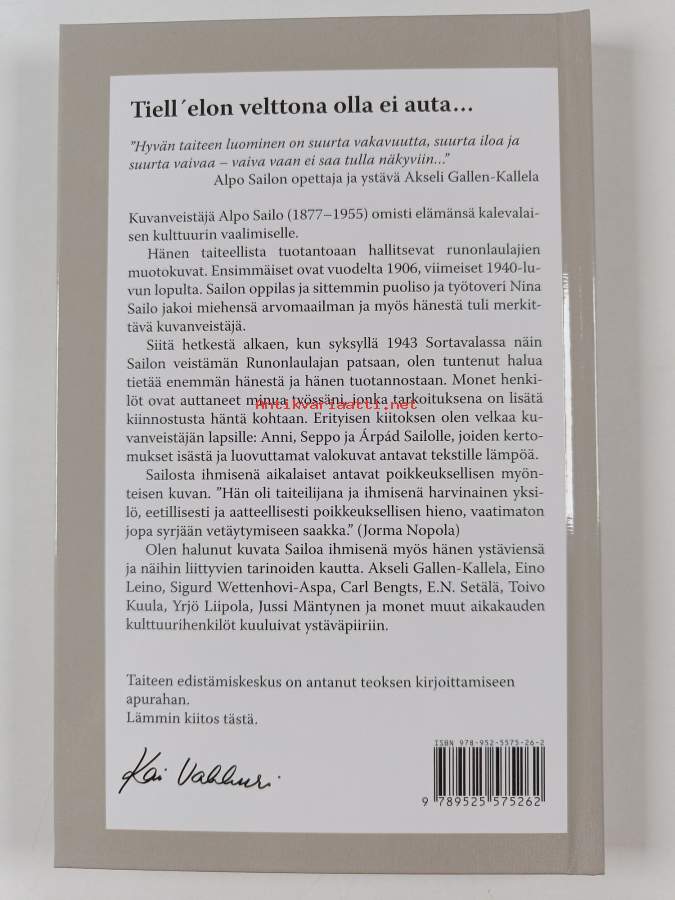 Tiell´elon velttona olla ei auta...
"Hyvän taiteen luominen on suurta vakavuutta, suurta iloa ja
suurta vaivaa – vaiva vaan ei saa tulla näkyviin..."
Alpo Sailon opettaja ja ystävä Akseli Gallen-Kallela
Kuvanveistäjä Alpo Sailo (1877–1955) omisti elämänsä kalevalai-
sen kulttuurin vaalimiselle.
Hänen taiteellista tuotantoaan hallitsevat runonlaulajien
muotokuvat. Ensimmäiset ovat vuodelta 1906, viimeiset 1940-lu-
vun lopulta. Sailon oppilas ja sittemmin puoliso ja työtoveri Nina
Sailo jakoi miehensä arvomaailman ja myös hänestä tuli merkit-
tävä kuvanveistäjä.
Siitä hetkestä alkaen, kun syksyllä 1943 Sortavalassa näin
Sailon veistämän Runonlaulajan patsaan, olen tuntenut halua
tietää enemmän hänestä ja hänen tuotannostaan. Monet henki-
löt ovat auttaneet minua työssäni, jonka tarkoituksena on lisätä
Antikvariaatti.net
kiinnostusta häntä kohtaan. Erityisen kiitoksen olen velkaa ku-
vanveistäjän lapsille: Anni, Seppo ja Árpád Sailolle, joiden kerto-
mukset isästä ja luovuttamat valokuvat antavat tekstille lämpöä.
Sailosta ihmisenä aikalaiset antavat poikkeuksellisen myön-
teisen kuvan. "Hän oli taiteilijana ja ihmisenä harvinainen yksi-
lö, eetillisesti ja aatteellisesti poikkeuksellisen hieno, vaatimaton
jopa syrjään vetäytymiseen saakka." (Jorma Nopola)
Olen halunnut kuvata Sailoa ihmisenä myös hänen ystäviensä
ja näihin liittyvien tarinoiden kautta. Akseli Gallen-Kallela, Eino
Leino, Sigurd Wettenhovi-Aspa, Carl Bengts, E.N. Setälä, Toivo
Kuula, Yrjö Liipola, Jussi Mäntynen ja monet muut aikakauden
kulttuurihenkilöt kuuluivat ystäväpiiriin.
Taiteen edistämiskeskus on antanut teoksen kirjoittamiseen
apurahan.
Lämmin kiitos tästä.
Kai Vahhuri
ISBN 978-952-5575-26-2
9 789525 575262